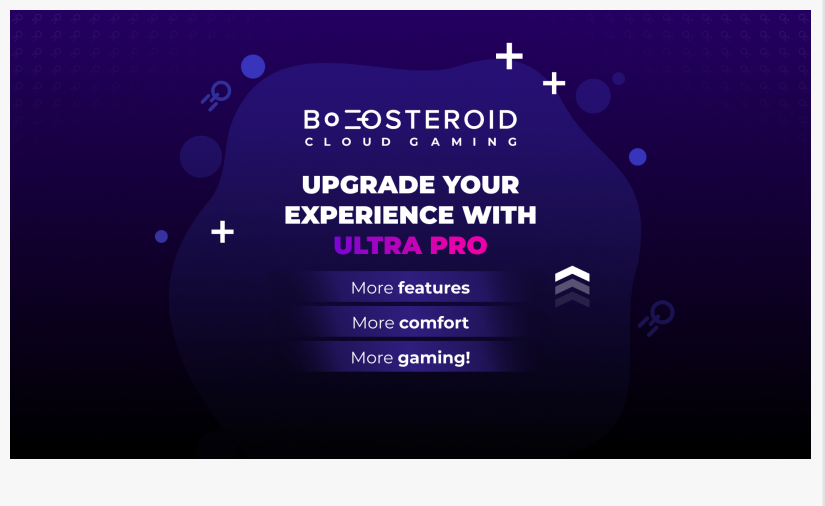 BOOSTEROID
CLOUD GAMING
UPGRADE YOUR
EXPERIENCE WITH
ULTRA PRO
More features
More comfort
More gaming!